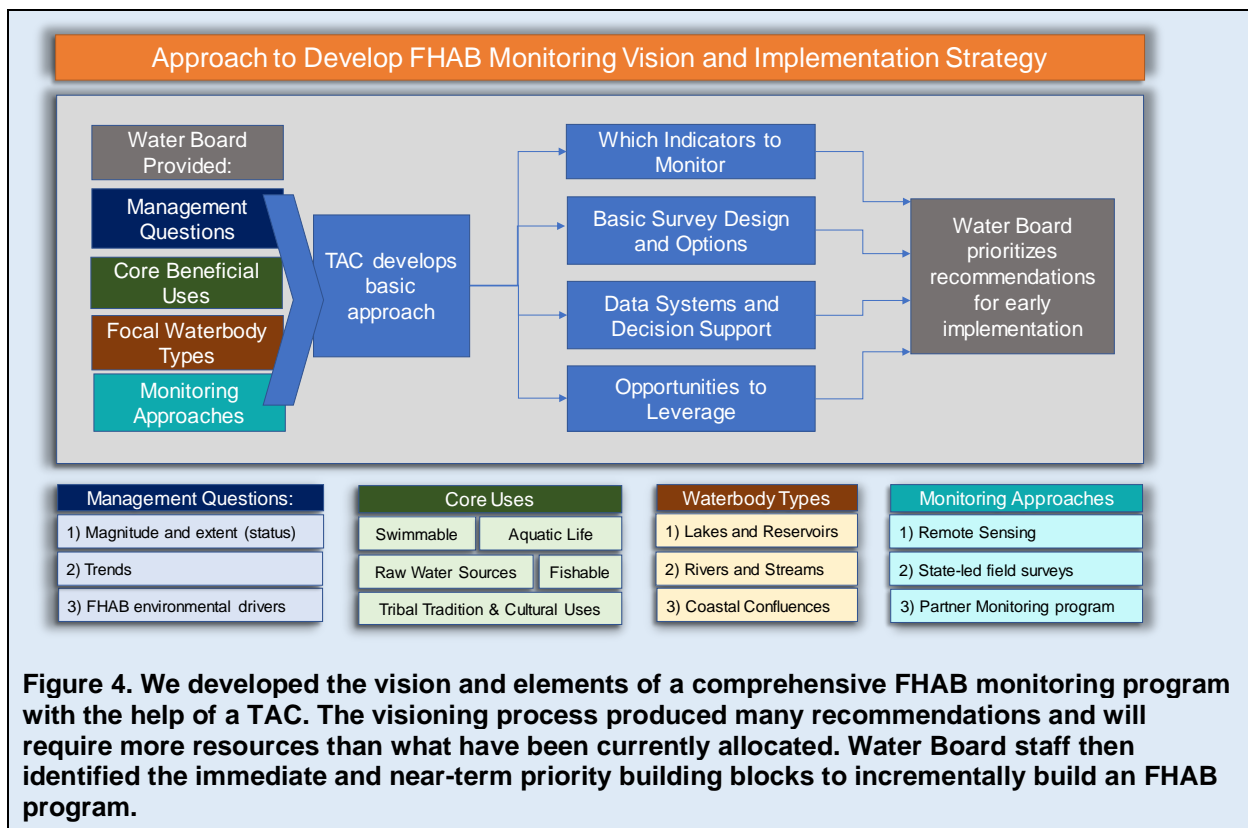 Approach to Develop FHAB Monitoring Vision and Implementation Strategy
Water Board
Provided:
Management
Questions
Core Beneficial
Uses
Focal Waterbody
Types
Monitoring
Approaches
TAC develops
basic
approach
Which Indicators to
Monitor
Basic Survey Design
and Options
Data Systems and
Decision Support
Opportunities to
Leverage
Water Board
prioritizes
recommendations
for early
implementation
Management Questions:
1) Magnitude and extent (status)
2) Trends
3) FHAB environmental drivers
Core Uses
Swimmable
Aquatic Life
Raw Water Sources
Fishable
Tribal Tradition & Cultural Uses
Waterbody Types
1) Lakes and Reservoirs
2) Rivers and Streams
3) Coastal Confluences
Monitoring Approaches
1) Remote Sensing
2) State-led field surveys
3) Partner Monitoring program
Figure 4. We developed the vision and elements of a comprehensive FHAB monitoring program
with the help of a TAC. The visioning process produced many recommendations and will
require more resources than what have been currently allocated. Water Board staff then
identified the immediate and near-term priority building blocks to incrementally build an FHAB
program.